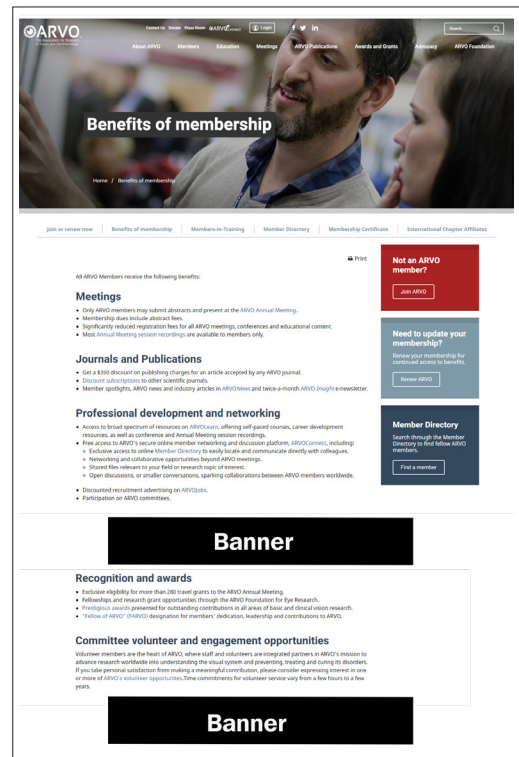 Contact Us Donate Press Room ARVOConnect Login
Search
ARVO
The Association for Research
in Vision and Ophthalmology
About ARVO Members Education Meetings ARVO Publications Awards and Grants Advocacy ARVO Foundation
Benefits of membership
Home / Benefits of membership
Join or renew now Benefits of membership Members-in-Training Member Directory Membership Certificate International Chapter Affiliates
Print
All ARVO Members receive the following benefits:
Meetings
• Only ARVO members may submit abstracts and present at the ARVO Annual Meeting.
• Membership dues include abstract fees.
• Significantly reduced registration fees for all ARVO meetings, conferences and educational content.
• Most Annual Meeting session recordings are available to members only.
Journals and Publications
• Get a $350 discount on publishing charges for an article accepted by any ARVO journal.
• Discount subscriptions to other scientific journals.
• Member spotlights, ARVO news and industry articles in ARVONews and twice-a-month ARVO Insight e-newsletter.
Professional development and networking
• Access to broad spectrum of resources on ARVOLearn, offering self-paced courses, career development
resources, as well as conference and Annual Meeting session recordings.
• Free access to ARVO's secure online member networking and discussion platform, ARVOConnect, including:
○ Exclusive access to online Member Directory to easily locate and communicate directly with colleagues.
○ Networking and collaborative opportunities beyond ARVO meetings.
○ Shared files relevant to your field or research topic of interest.
○ Open discussions, or smaller conversations, sparking collaborations between ARVO members worldwide.
• Discounted recruitment advertising on ARVOJobs.
• Participation on ARVO committees.
Not an ARVO
member?
Join ARVO
Need to update your
membership?
Renew your membership for
continued access to benefits.
Renew ARVO
Member Directory
Search through the Member
Directory to find fellow ARVO
members.
Find a member
Banner
Recognition and awards
• Exclusive eligibility for more than 280 travel grants to the ARVO Annual Meeting.
• Fellowships and research grant opportunities through the ARVO Foundation for Eye Research.
• Prestigious awards presented for outstanding contributions in all areas of basic and clinical vision research.
• "Fellow of ARVO" (FARVO) designation for members' dedication, leadership and contributions to ARVO.
Committee volunteer and engagement opportunities
Volunteer members are the heart of ARVO, where staff and volunteers are integrated partners in ARVO's mission to
advance research worldwide into understanding the visual system and preventing, treating and curing its disorders.
If you take personal satisfaction from making a meaningful contribution, please consider expressing interest in one
or more of ARVO's volunteer opportunites.Time commitments for volunteer service vary from a few hours to a few
years.
Banner